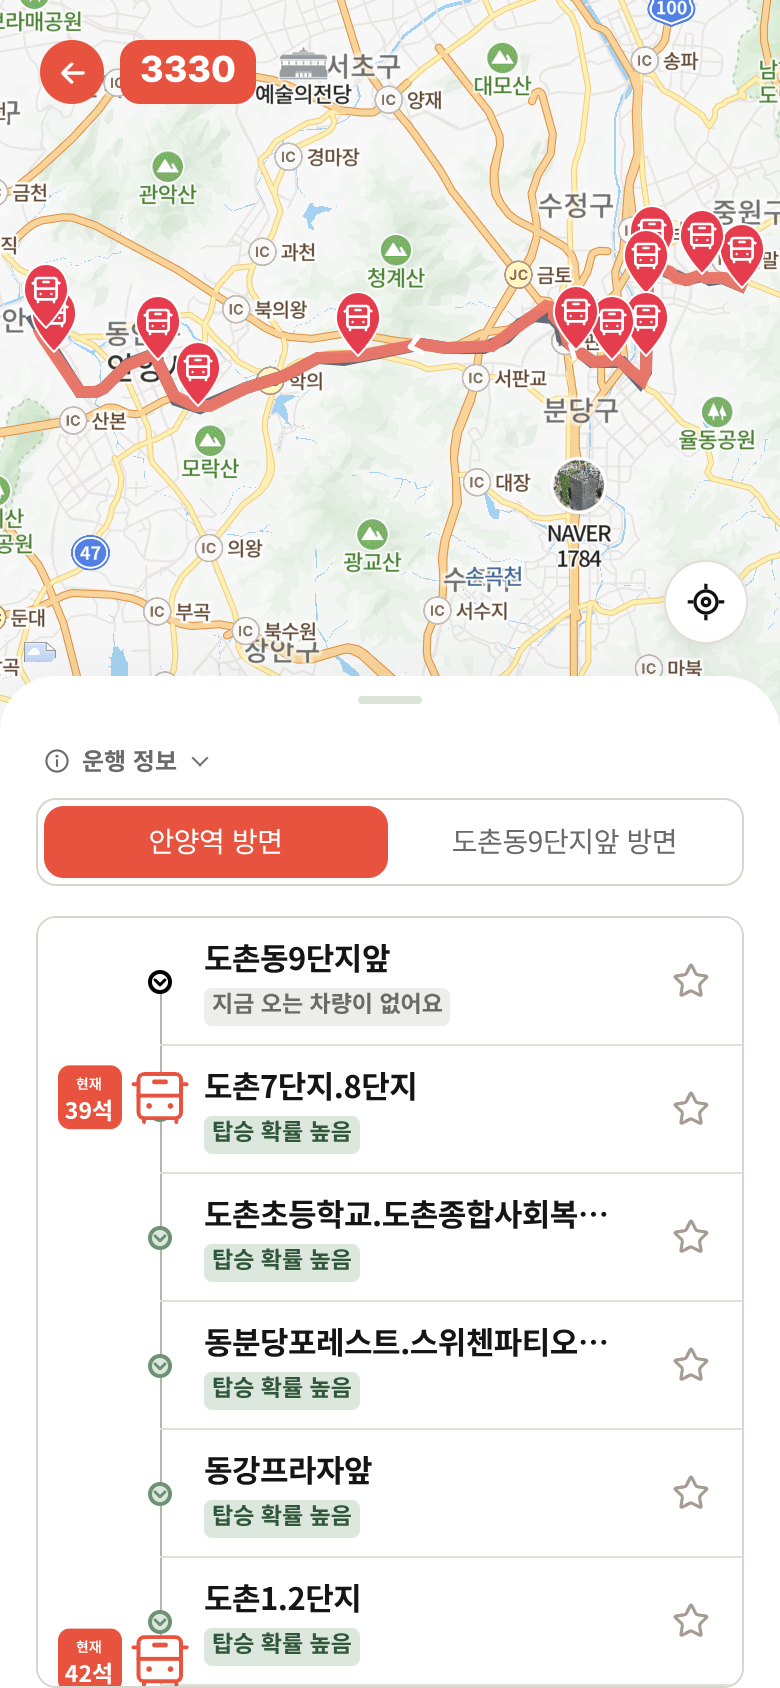 보라매공원
100
3330
서초구
IC 송파
대모산
예술의전당
IC 양재
IC 경마장
관악산
IC 금천
수정구
중원구
IC 과천
청계산
JC 금토
IC 북의왕
서판교
IC 산본
분당구
율동공원
모락산
IC 대장
NAVER
1784
47
IC 의왕
광교산
손곡천
IC 부곡
IC 서수지
둔대
IC 북수원
장안구
IC 마북
운행 정보
안양역 방면
도촌동9단지앞 방면
도촌동9단지앞
지금 오는 차량이 없어요
현재
39석
도촌7단지.8단지
탑승 확률 높음
도촌초등학교.도촌종합사회복…
탑승 확률 높음
동분당포레스트.스위첸파티오…
탑승 확률 높음
동강프라자앞
탑승 확률 높음
도촌1.2단지
탑승 확률 높음
현재
42석